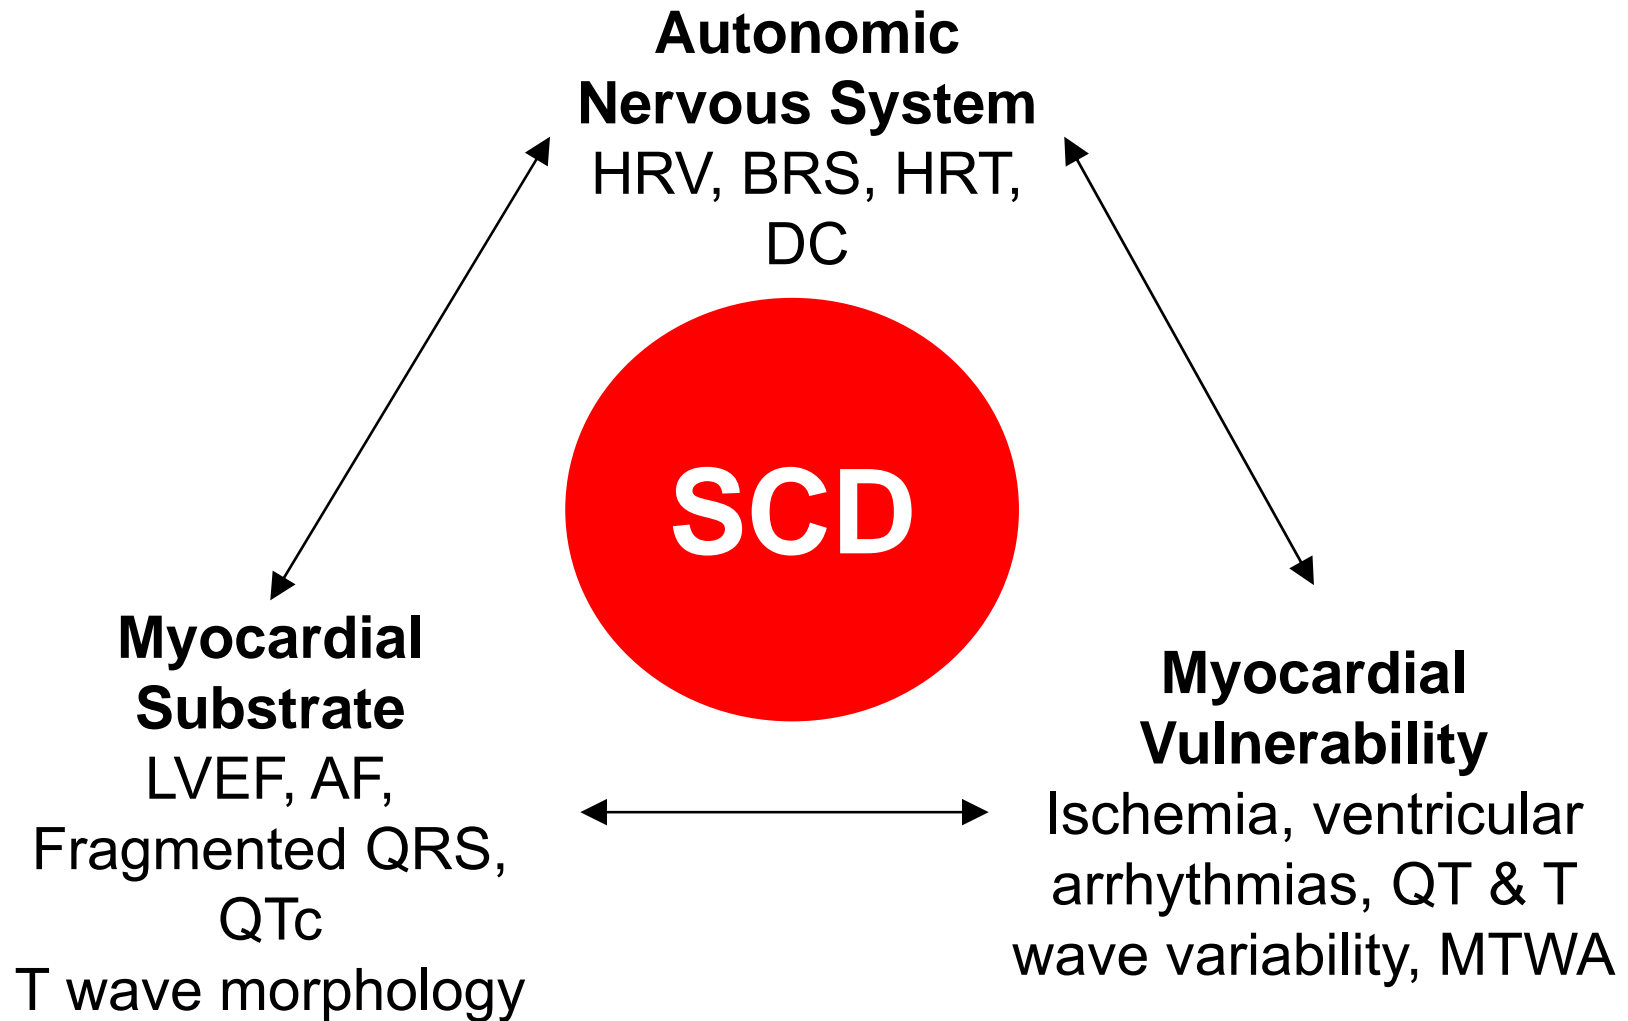 Autonomic
Nervous System
HRV, BRS, HRT,
DC
SCD
Myocardial
Substrate
LVEF, AF,
Fragmented QRS,
QTc
T wave morphology
Myocardial
Vulnerability
Ischemia, ventricular
arrhythmias, QT & T
wave variability, MTWA